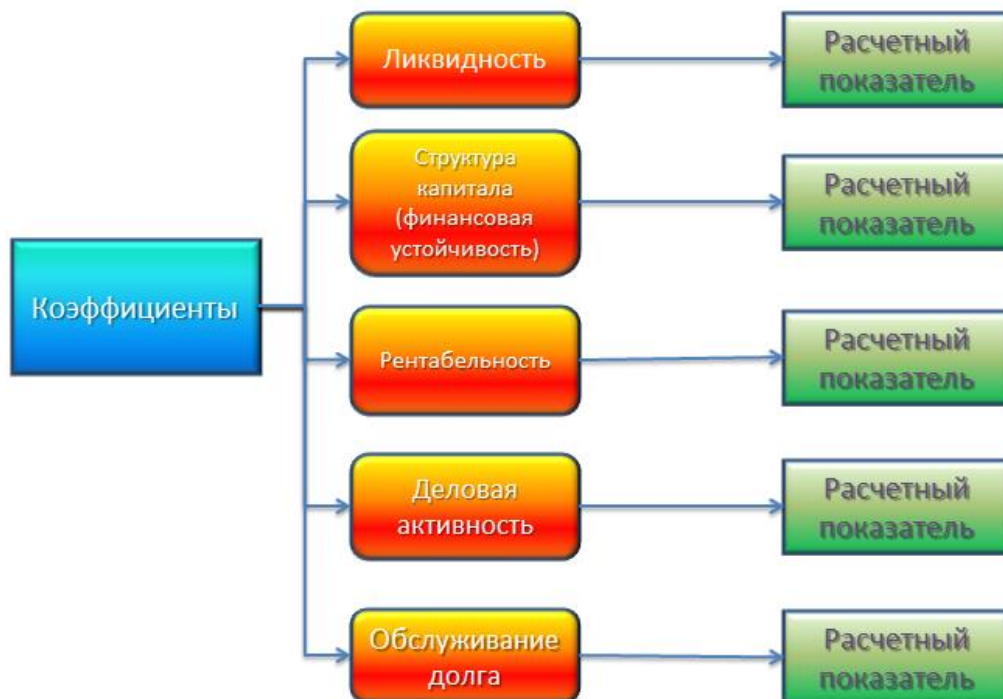 Коэффициенты
Ликвидность
Расчетный
показатель
Структура
капитала
(финансовая
устойчивость)
Расчетный
показатель
Рентабельность
Расчетный
показатель
Деловая
активность
Расчетный
показатель
Обслуживание
долга
Расчетный
показатель